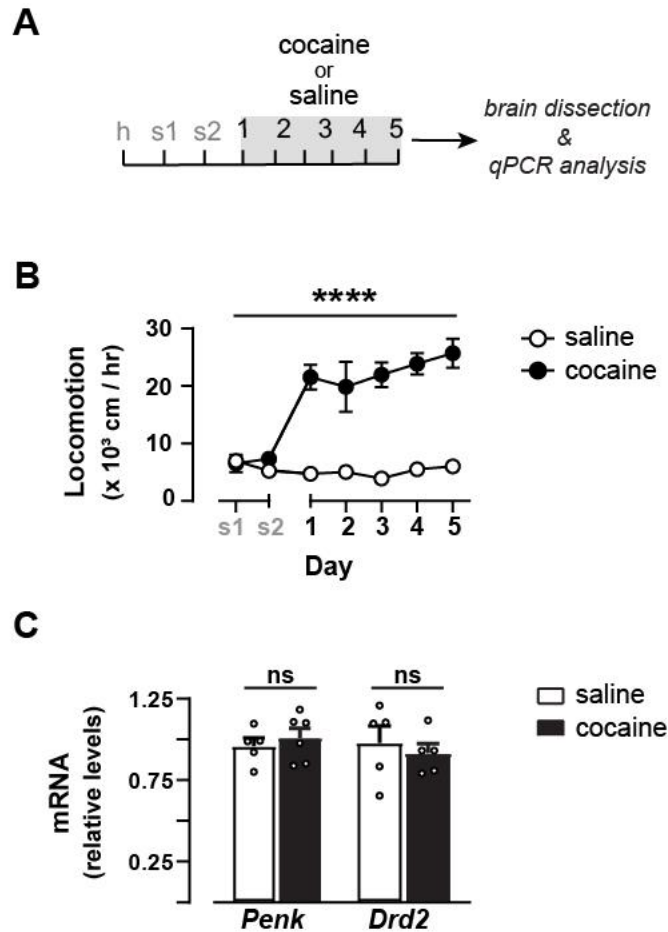 A
cocaine
or
saline
h s1 s2 1 2 3 4 5
brain dissection
&
qPCR analysis
B
****
30
20
10
0
Locomotion
(x 10³ cm / hr)
saline
cocaine
s1 s2 1 2 3 4 5
Day
C
ns ns
1.25
0.75
0.25
mRNA
(relative levels)
saline
cocaine
Penk Drd2